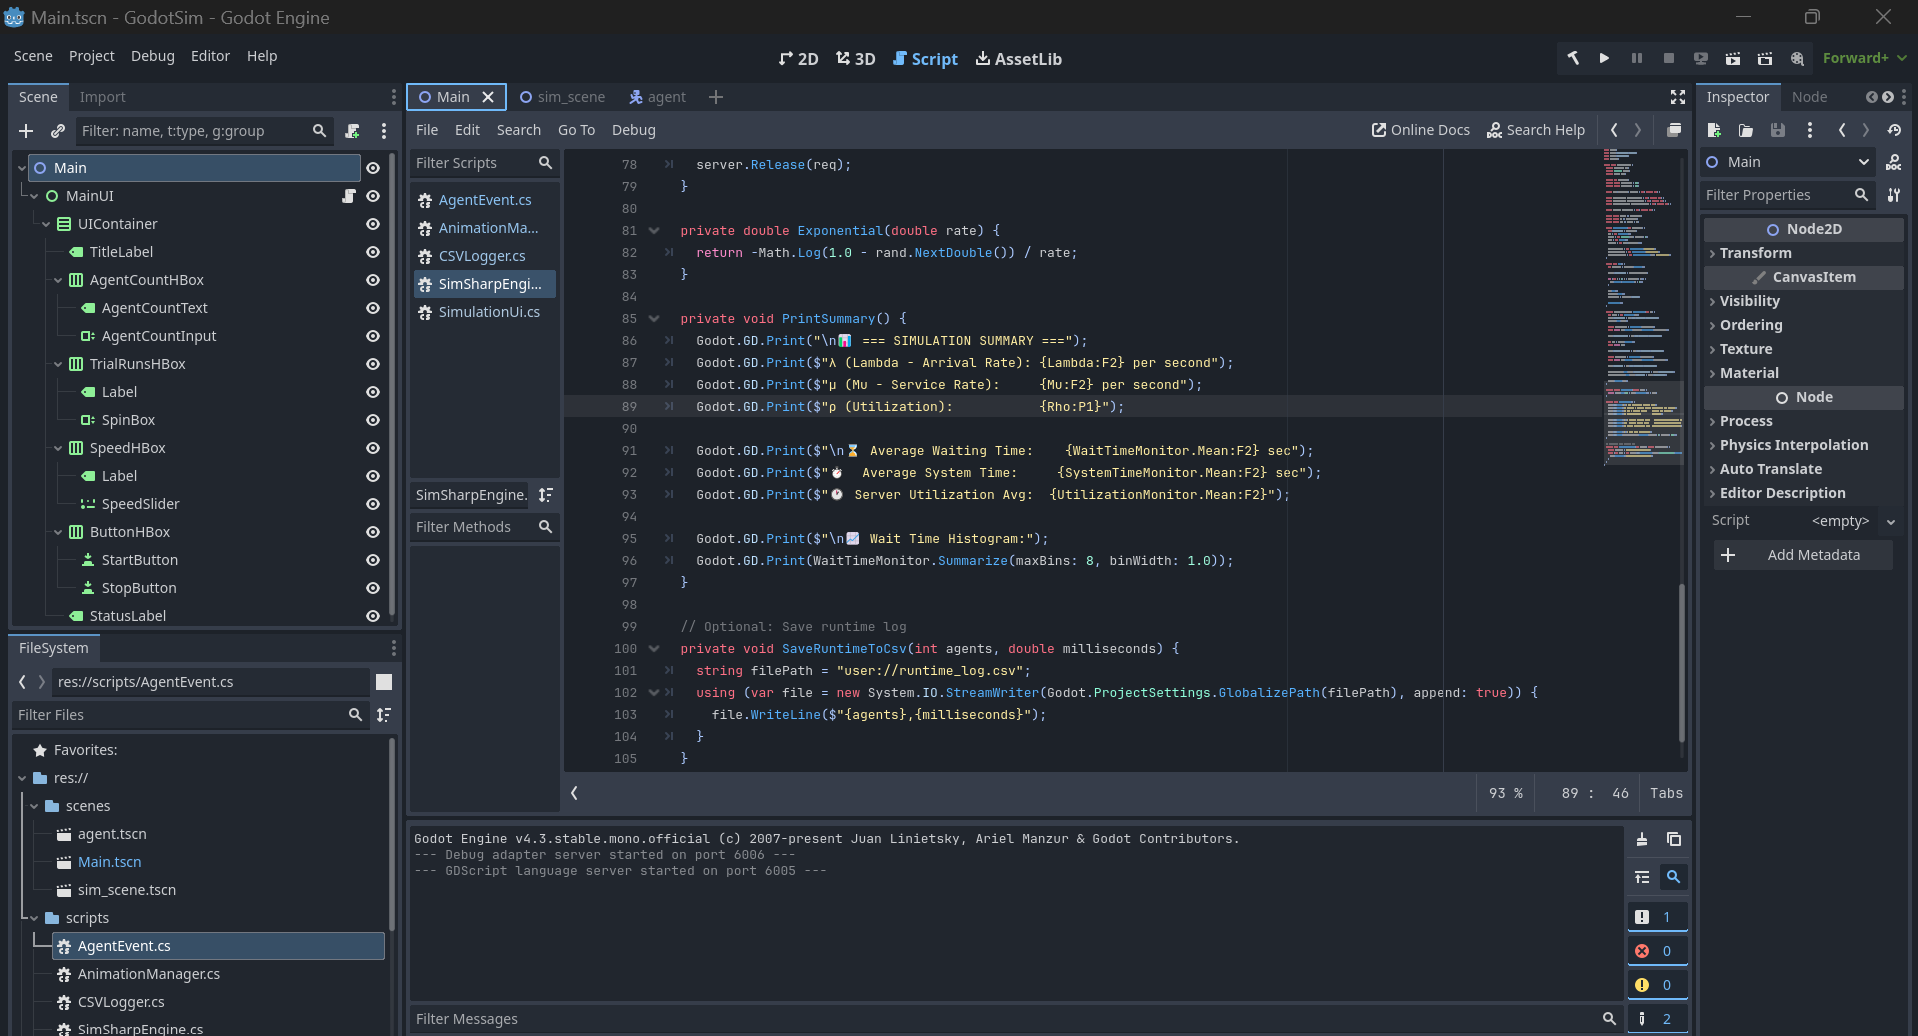 Main.tscn - GodotSim - Godot Engine
Scene Project Debug Editor Help
2D 3D Script AssetLib
Forward+
Scene Import
Filter: name, t:type, g:group
Main
MainUI
UIContainer
TitleLabel
AgentCountHBox
AgentCountText
AgentCountInput
TrialRunsHBox
Label
SpinBox
SpeedHBox
Label
SpeedSlider
ButtonHBox
StartButton
StopButton
StatusLabel
FileSystem
res://scripts/AgentEvent.cs
Filter Files
Favorites:
res://
scenes
agent.tscn
Main.tscn
sim_scene.tscn
scripts
AgentEvent.cs
AnimationManager.cs
CSVLogger.cs
SimSharpEngine.cs
Main sim_scene agent
File Edit Search Go To Debug
Online Docs Search Help
Filter Scripts
AgentEvent.cs
AnimationMa...
CSVLogger.cs
SimSharpEngi...
SimulationUi.cs
SimSharpEngine.
Filter Methods
78 server.Release(req);
79 }
80
81 private double Exponential(double rate) {
82 return -Math.Log(1.0 - rand.NextDouble()) / rate;
83 }
84
85 private void PrintSummary() {
86 Godot.GD.Print("\n📊 === SIMULATION SUMMARY ===");
87 Godot.GD.Print($"λ (Lambda - Arrival Rate): {Lambda:F2} per second");
88 Godot.GD.Print($"μ (Mu - Service Rate):     {Mu:F2} per second");
89 Godot.GD.Print($"ρ (Utilization):           {Rho:P1}");
90
91 Godot.GD.Print($"\n⌛ Average Waiting Time:    {WaitTimeMonitor.Mean:F2} sec");
92 Godot.GD.Print($"⏱  Average System Time:     {SystemTimeMonitor.Mean:F2} sec");
93 Godot.GD.Print($"🕐 Server Utilization Avg:  {UtilizationMonitor.Mean:F2}");
94
95 Godot.GD.Print($"\n📈 Wait Time Histogram:");
96 Godot.GD.Print(WaitTimeMonitor.Summarize(maxBins: 8, binWidth: 1.0));
97 }
98
99 // Optional: Save runtime log
100 private void SaveRuntimeToCsv(int agents, double milliseconds) {
101 string filePath = "user://runtime_log.csv";
102 using (var file = new System.IO.StreamWriter(Godot.ProjectSettings.GlobalizePath(filePath), append: true)) {
103 file.WriteLine($"{agents},{milliseconds}");
104 }
105 }
93 % 89 : 46 Tabs
Godot Engine v4.3.stable.mono.official (c) 2007-present Juan Linietsky, Ariel Manzur & Godot Contributors.
--- Debug adapter server started on port 6006 ---
--- GDScript language server started on port 6005 ---
1
0
0
2
Filter Messages
Inspector Node
Main
Filter Properties
Node2D
Transform
CanvasItem
Visibility
Ordering
Texture
Material
Node
Process
Physics Interpolation
Auto Translate
Editor Description
Script <empty>
Add Metadata